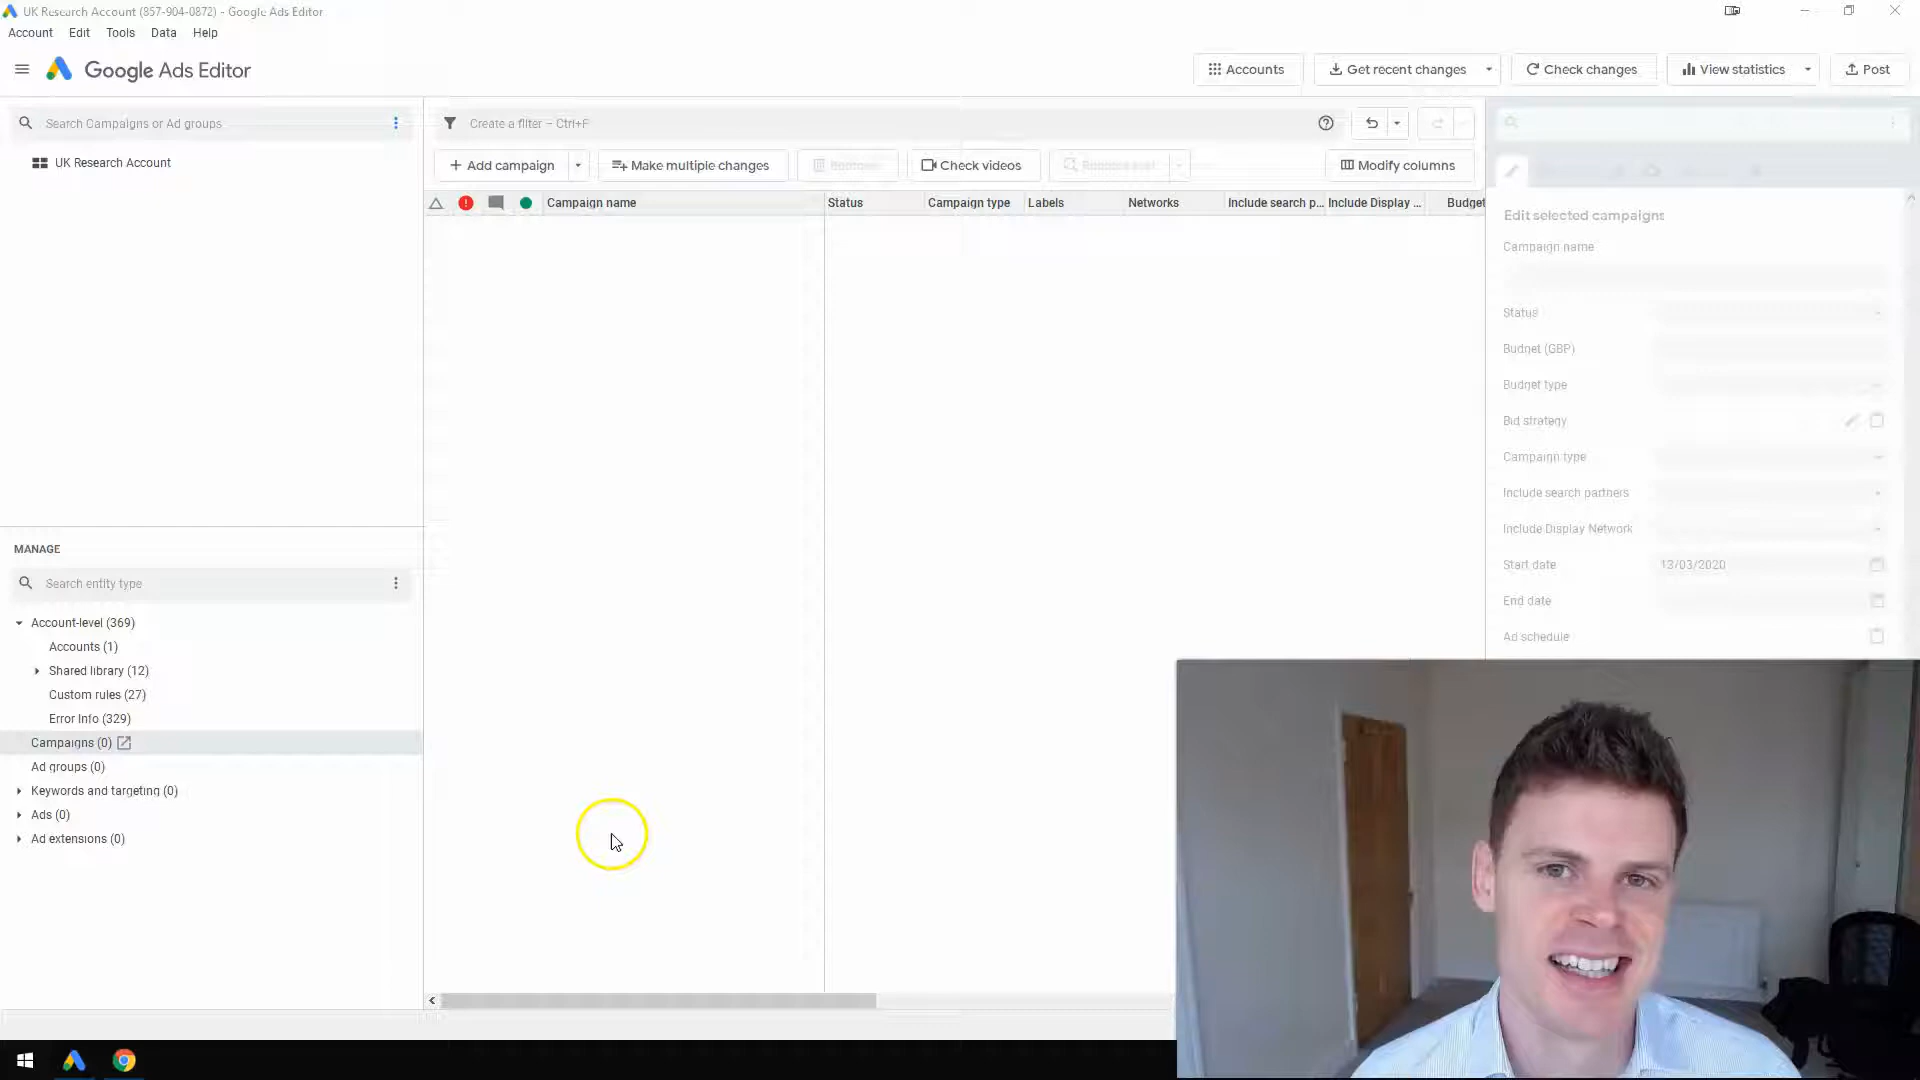 UK Research Account (857-904-0872) - Google Ads Editor
Account Edit Tools Data Help
Google Ads Editor
Accounts
Get recent changes
Check changes
View statistics
Post
Search Campaigns or Ad groups
Create a filter – Ctrl+F
UK Research Account
Add campaign
Make multiple changes
Check videos
Modify columns
Campaign name
Status
Campaign type
Labels
Networks
Include search p...
Include Display ...
Budget
Edit selected campaigns
Campaign name
Status
Budget (GBP)
Budget type
Bid strategy
Campaign type
Include search partners
Include Display Network
Start date 13/03/2020
End date
Ad schedule
MANAGE
Search entity type
Account-level (369)
Accounts (1)
Shared library (12)
Custom rules (27)
Error Info (329)
Campaigns (0)
Ad groups (0)
Keywords and targeting (0)
Ads (0)
Ad extensions (0)